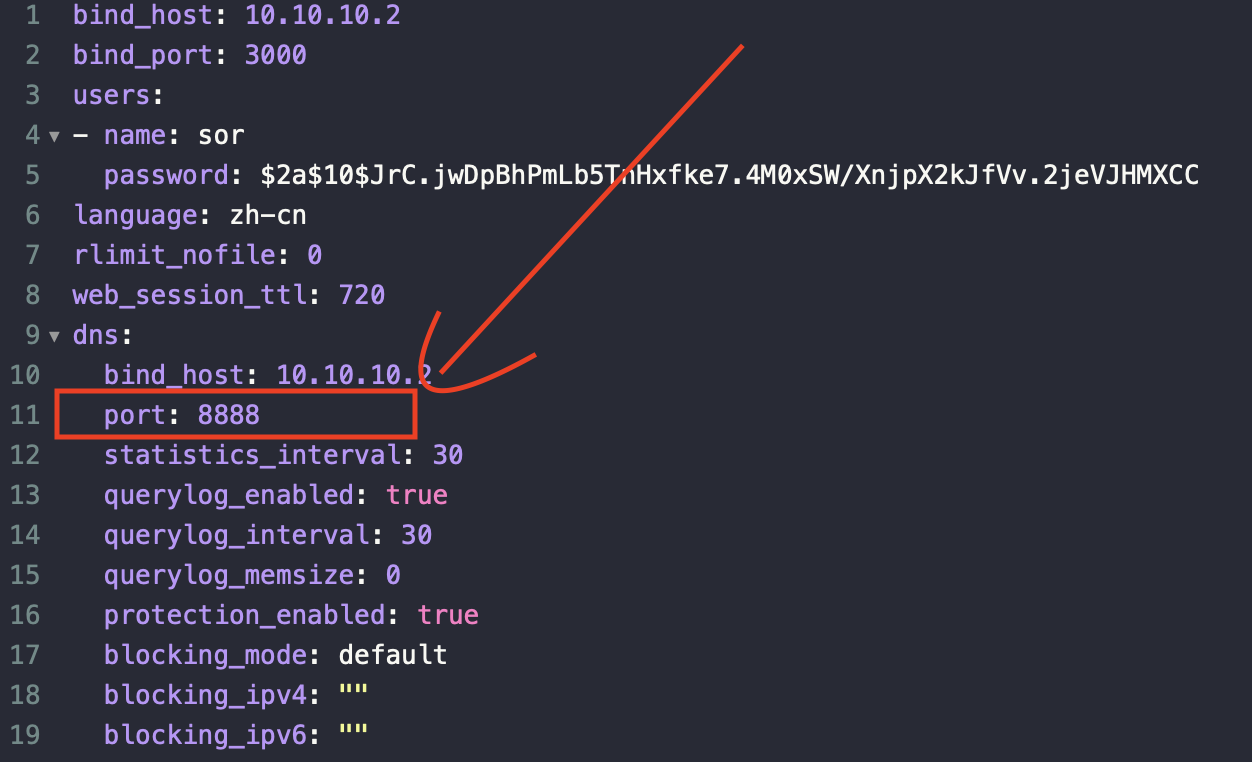 1 bind_host: 10.10.10.2
2 bind_port: 3000
3 users:
4 - name: sor
5 password: $2a$10$JrC.jwDpBhPmLb5TnHxfke7.4M0xSW/XnjpX2kJfVv.2jeVJHMXCC
6 language: zh-cn
7 rlimit_nofile: 0
8 web_session_ttl: 720
9 dns:
10 bind_host: 10.10.10.2
11 port: 8888
12 statistics_interval: 30
13 querylog_enabled: true
14 querylog_interval: 30
15 querylog_memsize: 0
16 protection_enabled: true
17 blocking_mode: default
18 blocking_ipv4: ""
19 blocking_ipv6: ""